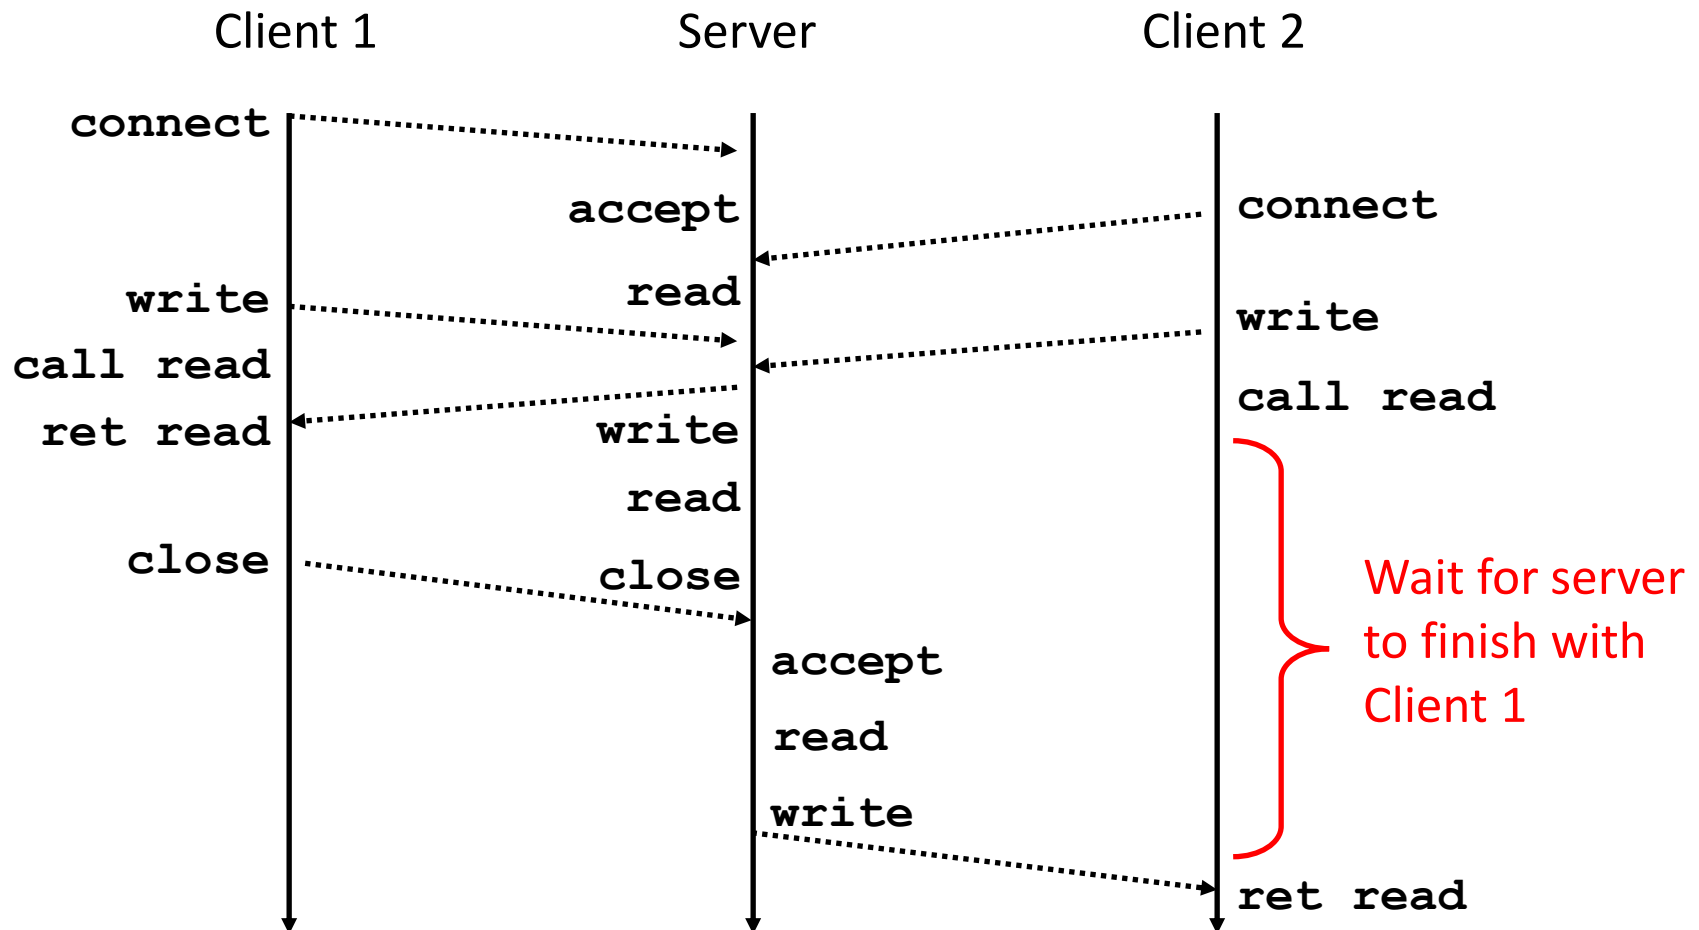 Client 1
Server
Client 2
connect
accept
connect
read
write
write
call read
call read
ret read
write
read
close
close
Wait for server
to finish with
Client 1
accept
read
write
ret read